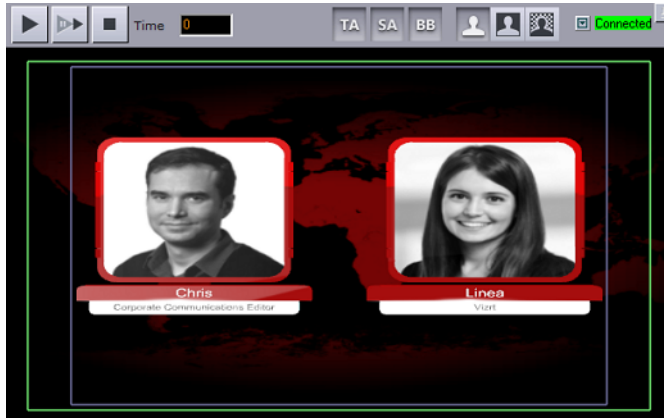 Time 0 TA SA BB Connected
Chris
Linea
Corporate Communications Editor
Vizrt